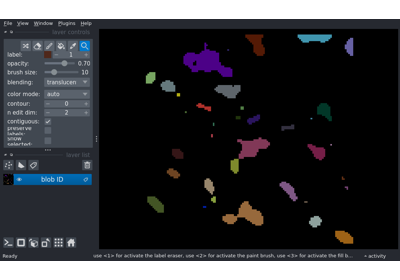 File View Window Plugins Help
layer controls
label: 1
opacity: 0.70
brush size: 10
blending: translucen
color mode: auto
contour: 0
n edit dim: 2
contiguous:
preserve
labels:
show
selected:
layer list
blob ID
Ready
use <1> for activate the label eraser, use <2> for activate the paint brush, use <3> for activate the fill b...
activity